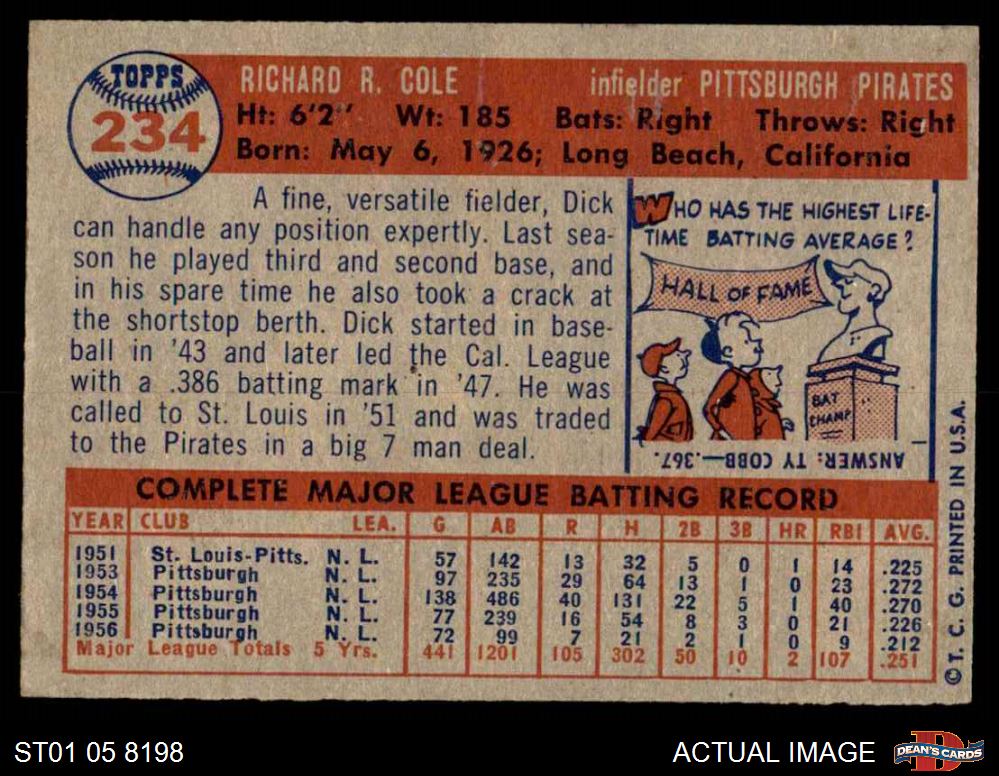 TOPPS
234
RICHARD R. COLE infielder PITTSBURGH PIRATES
Ht: 6'2" Wt: 185 Bats: Right Throws: Right
Born: May 6, 1926; Long Beach, California
A fine, versatile fielder, Dick
can handle any position expertly. Last sea-
son he played third and second base, and
in his spare time he also took a crack at
the shortstop berth. Dick started in base-
ball in '43 and later led the Cal. League
with a .386 batting mark in '47. He was
called to St. Louis in '51 and was traded
to the Pirates in a big 7 man deal.
WHO HAS THE HIGHEST LIFE-
TIME BATTING AVERAGE?
HALL OF FAME
BAT
CHAMP
ANSWER: TY COBB—.367.
COMPLETE MAJOR LEAGUE BATTING RECORD
YEAR CLUB LEA. G AB R H 2B 3B HR RBI AVG.
1951 St. Louis-Pitts. N. L. 57 142 13 32 5 0 1 14 .225
1953 Pittsburgh N. L. 97 235 29 64 13 1 0 23 .272
1954 Pittsburgh N. L. 138 486 40 131 22 5 1 40 .270
1955 Pittsburgh N. L. 77 239 16 54 8 3 0 21 .226
1956 Pittsburgh N. L. 72 99 7 21 2 1 0 9 .212
Major League Totals 5 Yrs. 441 1201 105 302 50 10 2 107 .251
©T. C. G. PRINTED IN U.S.A.
ST01 05 8198
ACTUAL IMAGE
D
DEAN'S CARDS